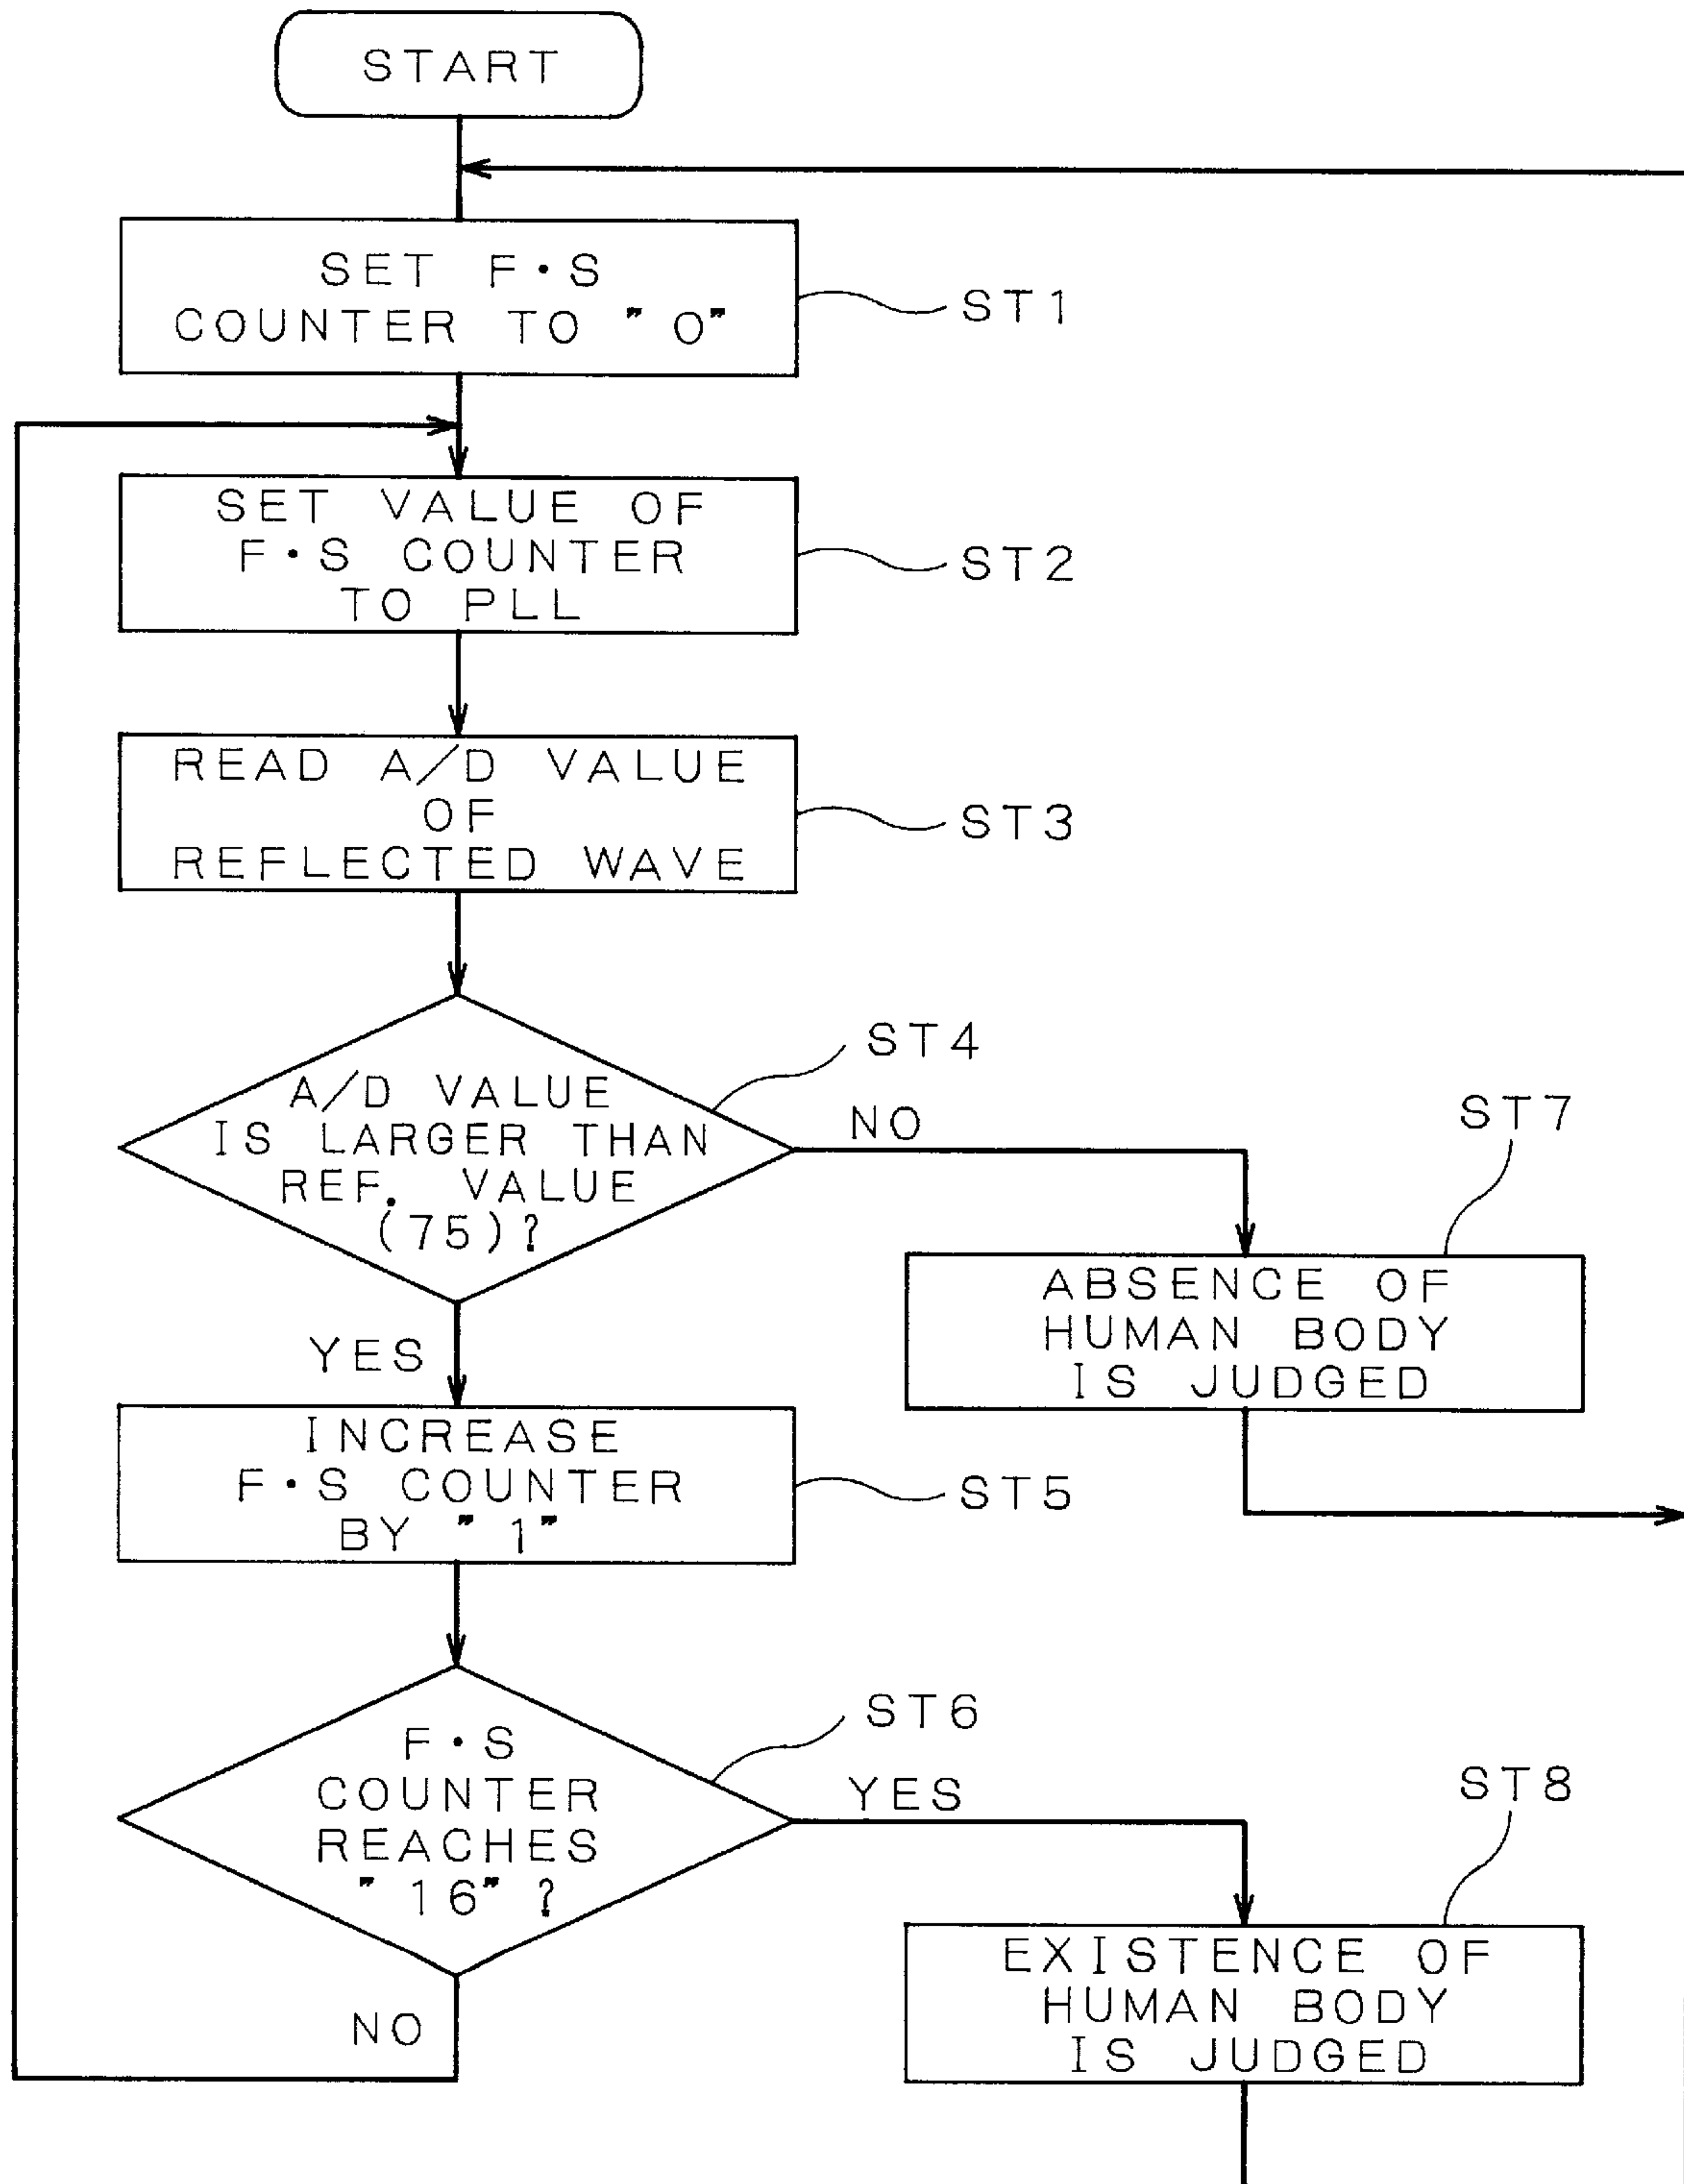 START
SET F·S
COUNTER TO "0"
ST1
SET VALUE OF
F·S COUNTER
TO PLL
ST2
READ A/D VALUE
OF
REFLECTED WAVE
ST3
A/D VALUE
IS LARGER THAN
REF. VALUE
(75)?
ST4
NO
YES
ST7
ABSENCE OF
HUMAN BODY
IS JUDGED
INCREASE
F·S COUNTER
BY "1"
ST5
F·S
COUNTER
REACHES
"16"?
ST6
YES
NO
ST8
EXISTENCE OF
HUMAN BODY
IS JUDGED